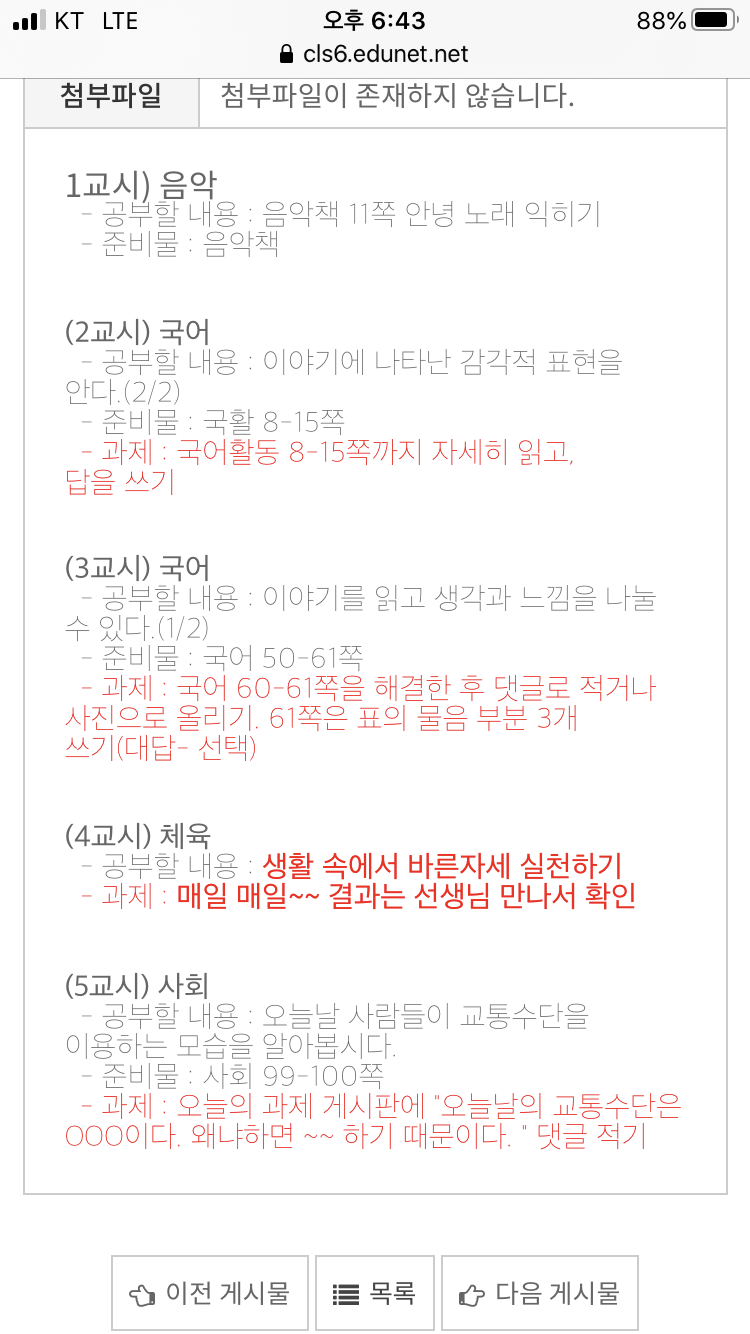 KT LTE 오후 6:43 88%
cls6.edunet.net
첨부파일 첨부파일이 존재하지 않습니다.
1교시) 음악
- 공부할 내용 : 음악책 11쪽 안녕 노래 익히기
- 준비물 : 음악책
(2교시) 국어
- 공부할 내용 : 이야기에 나타난 감각적 표현을
안다.(2/2)
- 준비물 : 국활 8-15쪽
- 과제 : 국어활동 8-15쪽까지 자세히 읽고,
답을 쓰기
(3교시) 국어
- 공부할 내용 : 이야기를 읽고 생각과 느낌을 나눌
수 있다.(1/2)
- 준비물 : 국어 50-61쪽
- 과제 : 국어 60-61쪽을 해결한 후 댓글로 적거나
사진으로 올리기. 61쪽은 표의 물음 부분 3개
쓰기(대답- 선택)
(4교시) 체육
- 공부할 내용 : 생활 속에서 바른자세 실천하기
- 과제 : 매일 매일~~ 결과는 선생님 만나서 확인
(5교시) 사회
- 공부할 내용 : 오늘날 사람들이 교통수단을
이용하는 모습을 알아봅시다.
- 준비물 : 사회 99-100쪽
- 과제 : 오늘의 과제 게시판에 "오늘날의 교통수단은
OOO이다. 왜냐하면 ~~ 하기 때문이다. " 댓글 적기
이전 게시물 목록 다음 게시물